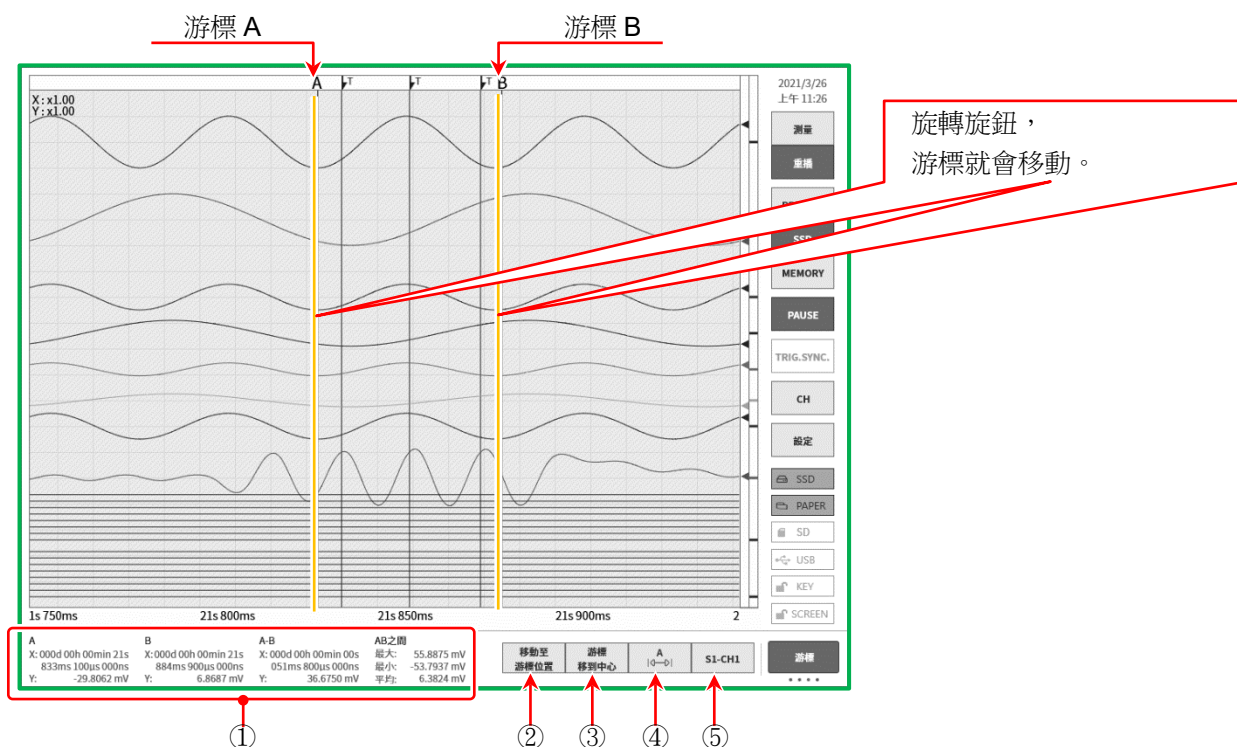 游標 A
游標 B
A
T
T
T
B
2021/3/26
上午 11:26
X: x1.00
Y: x1.00
測量
重播
旋轉旋鈕，
游標就會移動。
SSD
MEMORY
PAUSE
TRIG.SYNC.
CH
設定
SSD
PAPER
SD
USB
KEY
SCREEN
1s 750ms
21s 800ms
21s 850ms
21s 900ms
2
A
X: 000d 00h 00min 21s
833ms 100μs 000ns
Y: -29.8062 mV
B
X: 000d 00h 00min 21s
884ms 900μs 000ns
Y: 6.8687 mV
A-B
X: 000d 00h 00min 00s
051ms 800μs 000ns
Y: 36.6750 mV
AB之間
最大: 55.8875 mV
最小: -53.7937 mV
平均: 6.3824 mV
移動至
游標位置
游標
移到中心
A
S1-CH1
游標
①
②
③
④
⑤